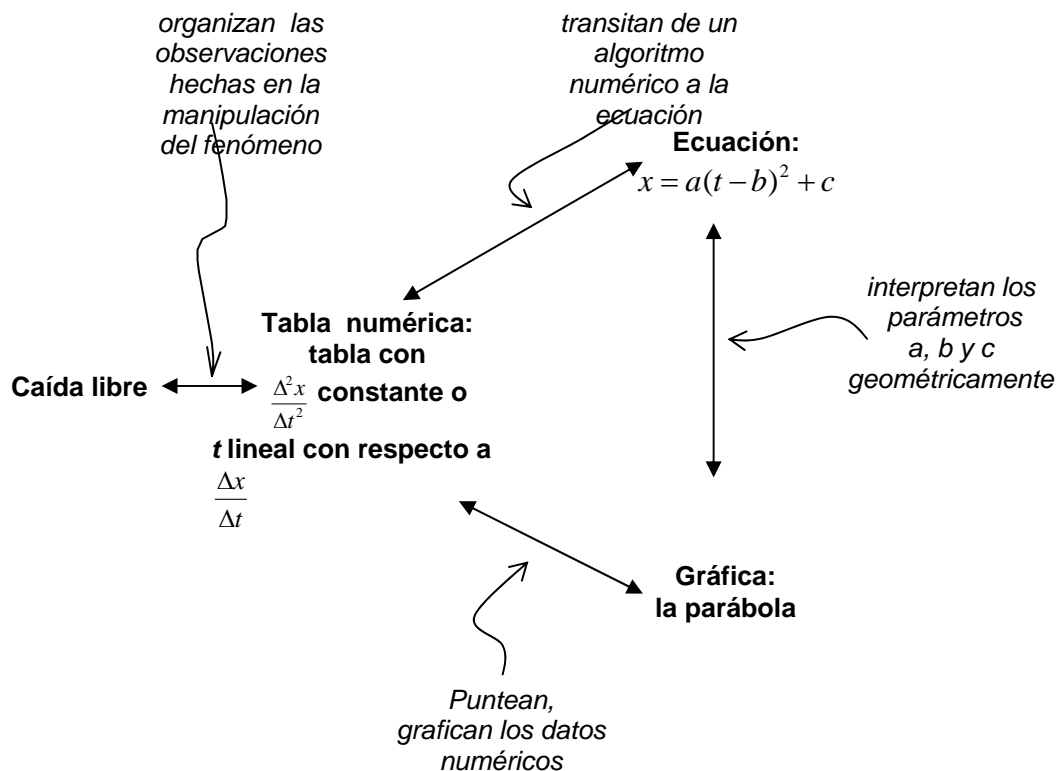 organizan las
observaciones
hechas en la
manipulación
del fenómeno
transitan de un
algoritmo
numérico a la
ecuación
Ecuación:
x = a(t − b)² + c
interpretan los
parámetros
a, b y c
geométricamente
Tabla numérica:
tabla con
Caída libre
Δ²x/Δt² constante o
t lineal con respecto a
Δx/Δt
Gráfica:
la parábola
Puntean,
grafican los datos
numéricos